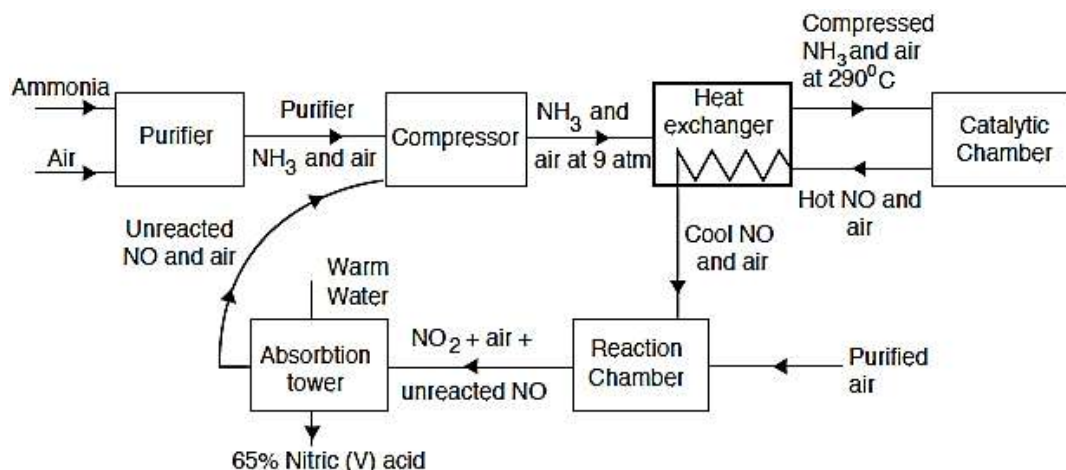 Compressed
NH3 and air
at 290⁰C
Ammonia
Purifier
Air
Purifier
NH3 and air
Compressor
NH3 and
air at 9 atm
Heat
exchanger
Catalytic
Chamber
Hot NO and
air
Unreacted
NO and air
Cool NO
and air
Warm
Water
Absorbtion
tower
NO2 + air +
unreacted NO
Reaction
Chamber
Purified
air
65% Nitric (V) acid